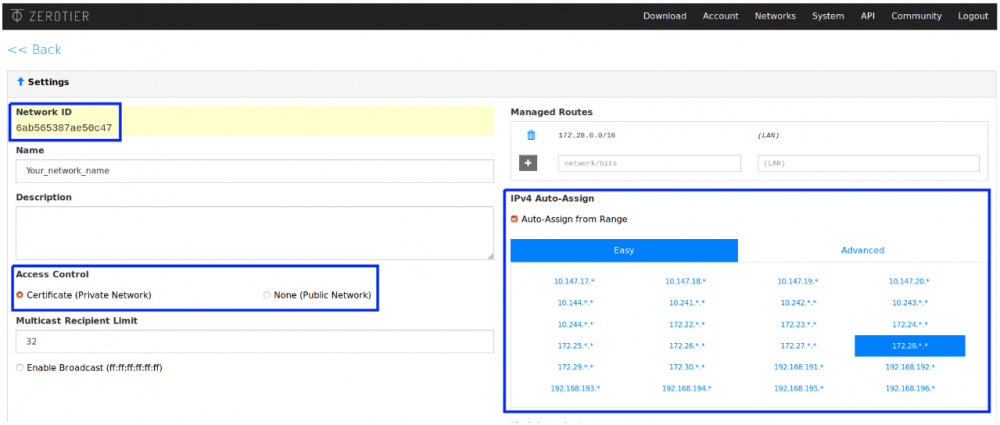 ZEROTIER
Download Account Networks System API Community Logout
<< Back
Settings
Network ID
6ab565387ae50c47
Name
Your_network_name
Description
Access Control
Certificate (Private Network) None (Public Network)
Multicast Recipient Limit
32
Enable Broadcast (ff:ff:ff:ff:ff:ff)
Managed Routes
172.28.0.0/16 (LAN)
+ network/bits (LAN)
IPv4 Auto-Assign
Auto-Assign from Range
Easy Advanced
10.147.17.* 10.147.18.* 10.147.19.* 10.147.20.*
10.144.*.* 10.241.*.* 10.242.*.* 10.243.*.*
10.244.*.* 172.22.*.* 172.23.*.* 172.24.*.*
172.25.*.* 172.26.*.* 172.27.*.* 172.28.*.*
172.29.*.* 172.30.*.* 192.168.191.* 192.168.192.*
192.168.193.* 192.168.194.* 192.168.195.* 192.168.196.*